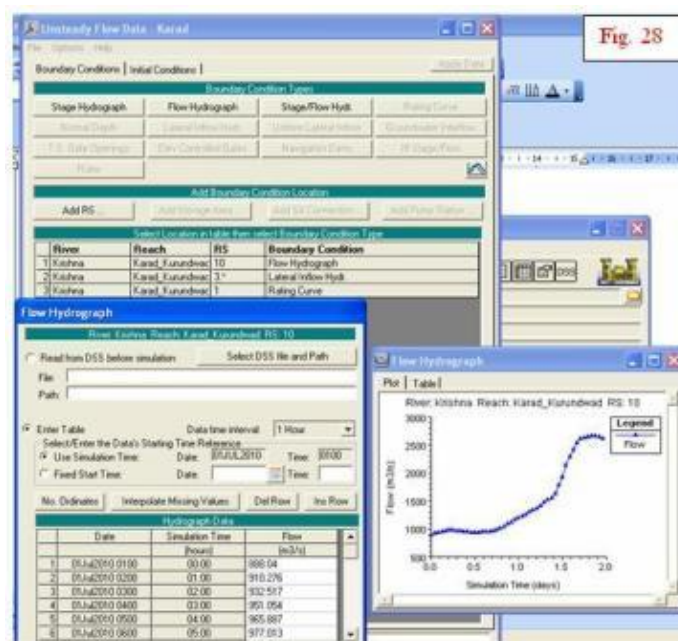 Fig. 28
Unsteady Flow Data - Karad
File Options Help
Boundary Conditions Initial Conditions Apply Data
Boundary Condition Types
Stage Hydrograph Flow Hydrograph Stage/Flow Hydr. Rating Curve
Normal Depth Lateral Inflow Hydr. Uniform Lateral Inflow Groundwater Interflow
T.S. Gate Openings Elev Controlled Gates Navigation Dams IB Stage/Flow
Rules
Add Boundary Condition Location
Add RS ... Add Storage Area ... Add SA Connection ... Add Pump Station ...
Select Location in table then select Boundary Condition Type
River Reach RS Boundary Condition
1 Krishna Karad_Kurundwad 10 Flow Hydrograph
2 Krishna Karad_Kurundwad 3.* Lateral Inflow Hydr.
3 Krishna Karad_Kurundwad 1 Rating Curve
DSS
Flow Hydrograph
River: Krishna Reach: Karad_Kurundwad RS: 10
Read from DSS before simulation Select DSS file and Path
File:
Path:
Enter Table Data time interval: 1 Hour
Select/Enter the Data's Starting Time Reference
Use Simulation Time: Date: 01JUL2010 Time: 0100
Fixed Start Time: Date: Time:
No. Ordinates Interpolate Missing Values Del Row Ins Row
Hydrograph Data
Date Simulation Time Flow
(hours) (m3/s)
1 01Jul2010 0100 00:00 888.04
2 01Jul2010 0200 01:00 910.276
3 01Jul2010 0300 02:00 932.517
4 01Jul2010 0400 03:00 951.054
5 01Jul2010 0500 04:00 965.887
6 01Jul2010 0600 05:00 977.013
Flow Hydrograph
Plot Table
River: Krishna Reach: Karad_Kurundwad RS: 10
Legend
Flow
Flow (m3/s)
3000
2500
2000
1500
1000
500
0.0 0.5 1.0 1.5 2.0
Simulation Time (days)